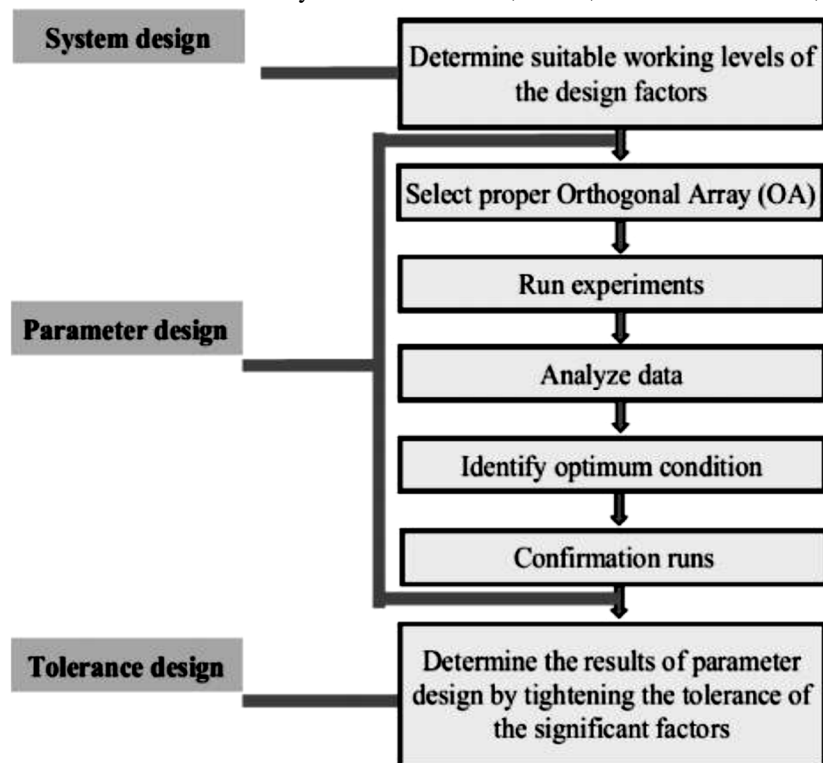 System design
Determine suitable working levels of
the design factors
Select proper Orthogonal Array (OA)
Run experiments
Parameter design
Analyze data
Identify optimum condition
Confirmation runs
Tolerance design
Determine the results of parameter
design by tightening the tolerance of
the significant factors